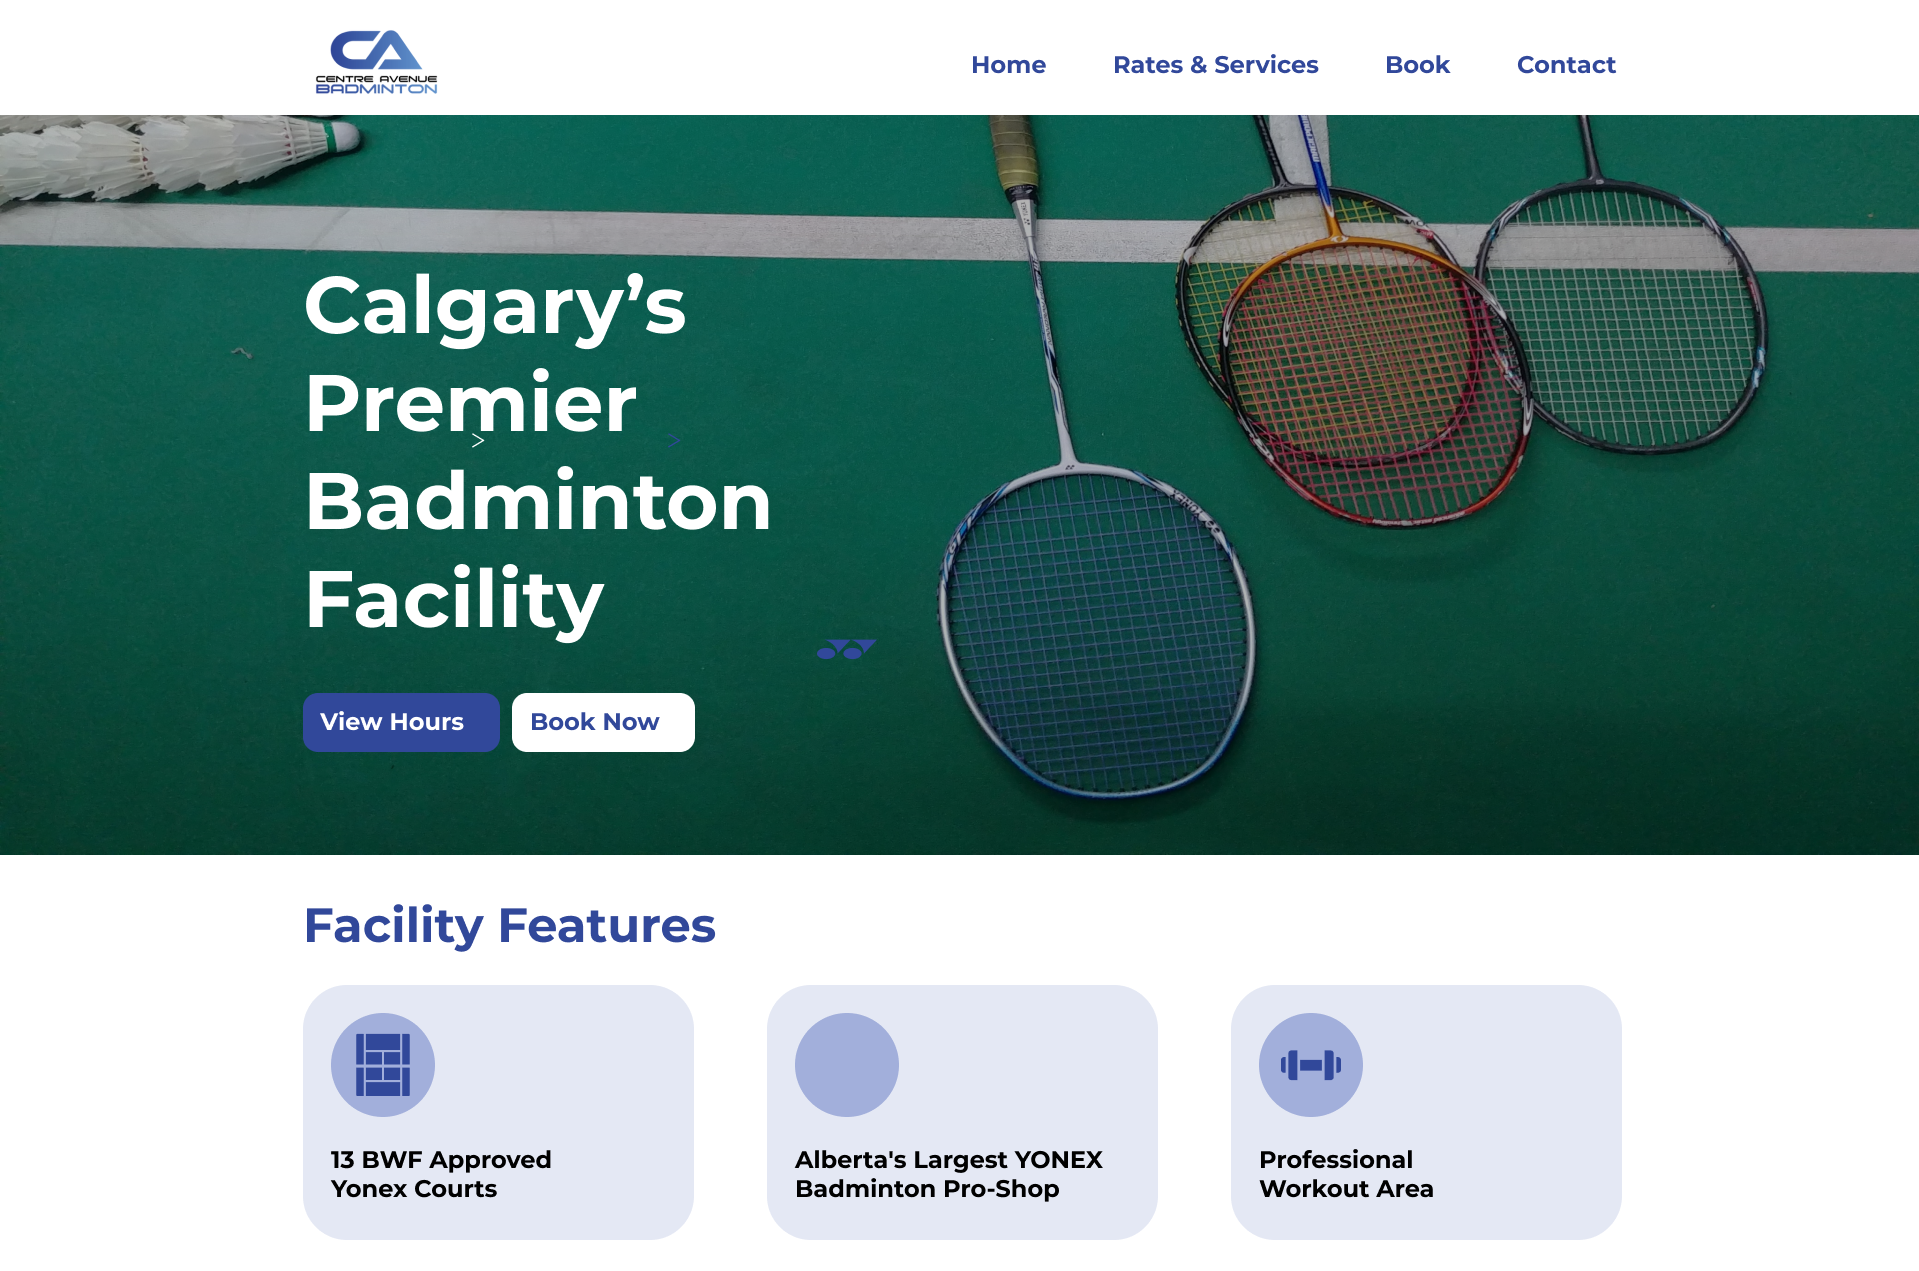 CENTRE AVENUE
BADMINTON
Home
Rates & Services
Book
Contact
Calgary’s
Premier
>
>
Badminton
Facility
YONEX
View Hours
Book Now
Facility Features
13 BWF Approved
Yonex Courts
Alberta's Largest YONEX
Badminton Pro-Shop
Professional
Workout Area